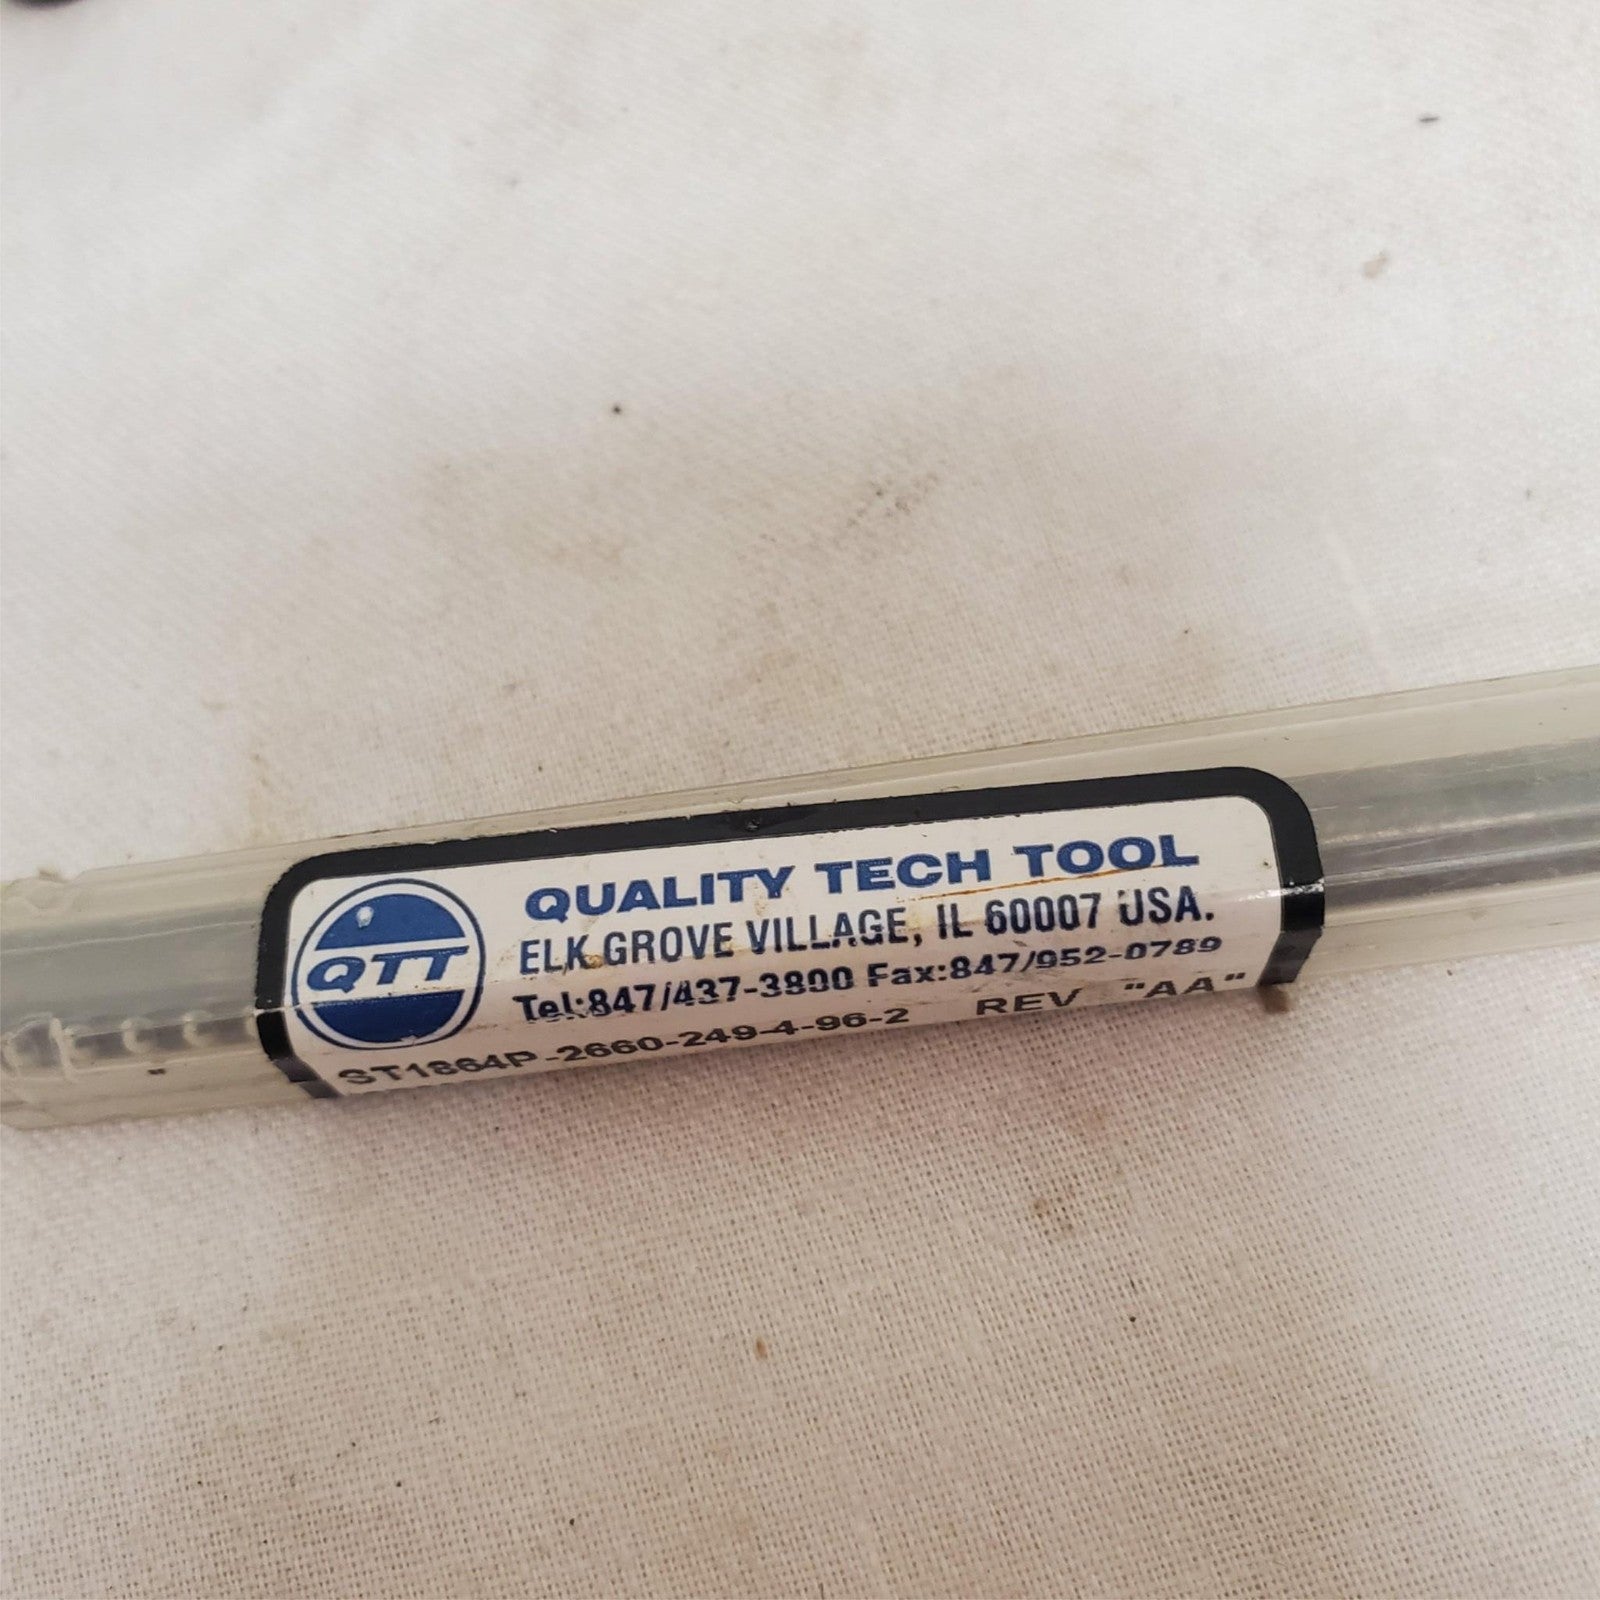 QTT
QUALITY TECH TOOL
ELK GROVE VILLAGE, IL 60007 USA.
Tel:847/437-3800 Fax:847/952-0789
ST1864P-2660-249-4-96-2 REV "AA"